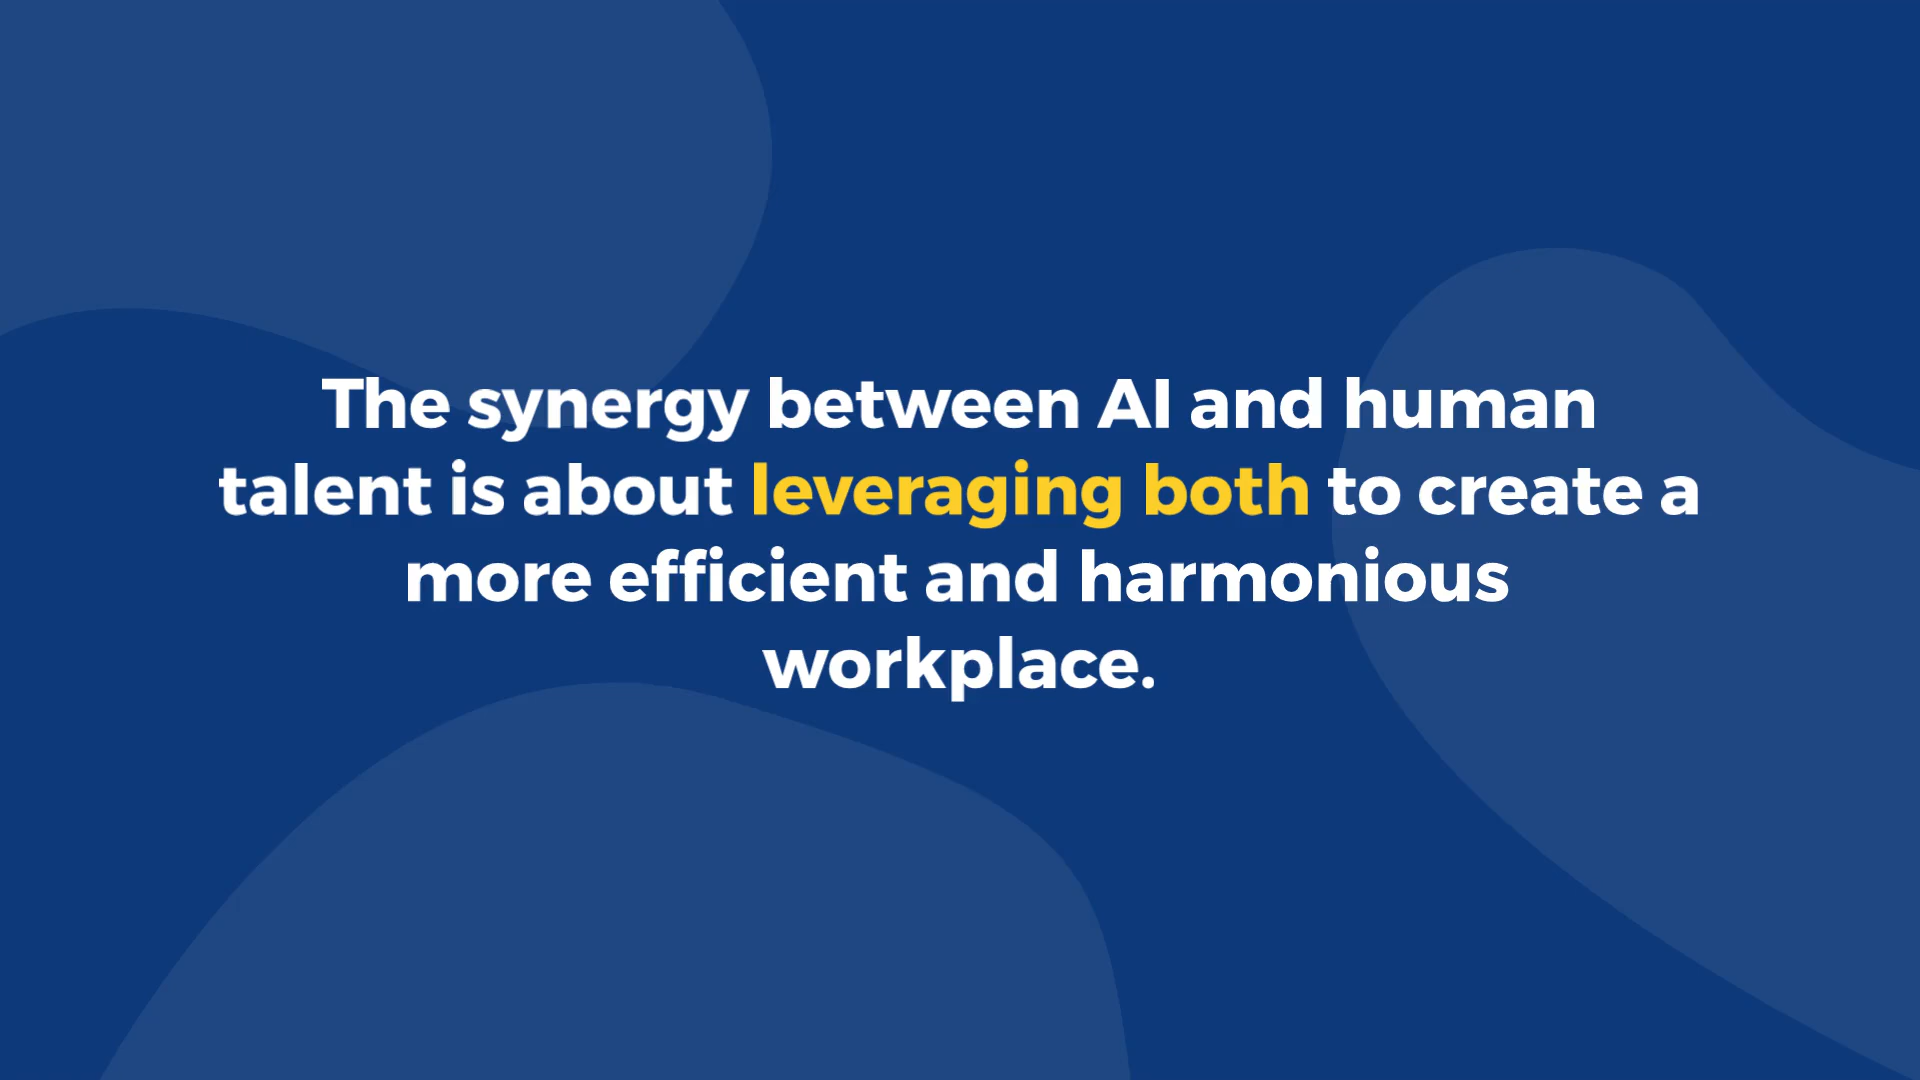 The synergy between AI and human
talent is about leveraging both to create a
more efficient and harmonious
workplace.